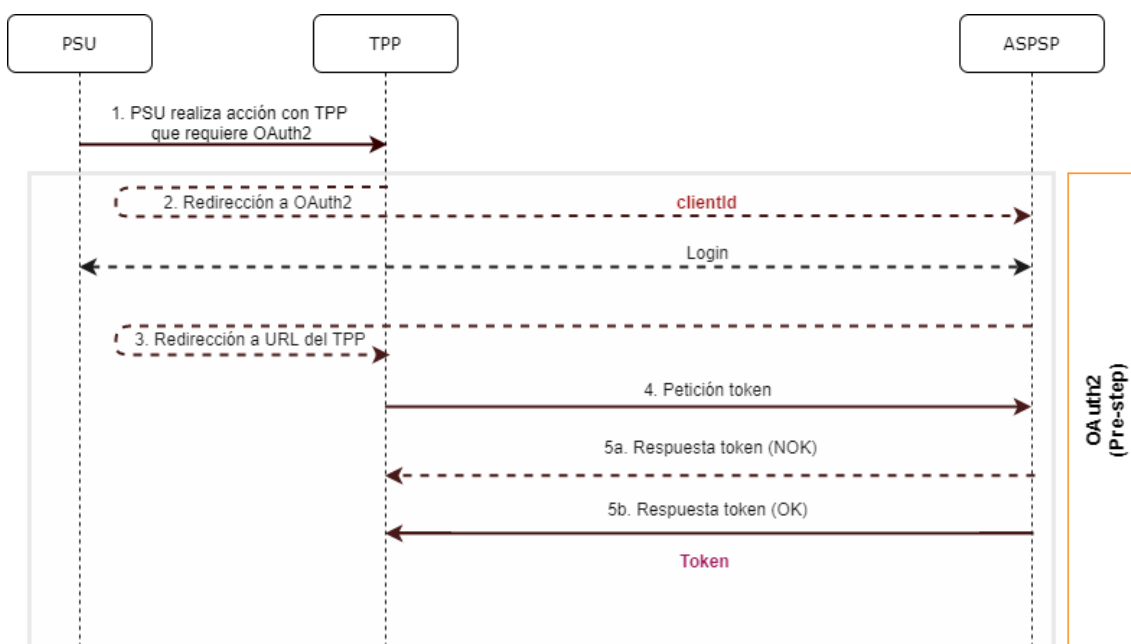 PSU
TPP
ASPSP
1. PSU realiza acción con TPP
que requiere OAuth2
2. Redirección a OAuth2
clientId
Login
3. Redirección a URL del TPP
4. Petición token
5a. Respuesta token (NOK)
5b. Respuesta token (OK)
Token
OAuth2
(Pre-step)